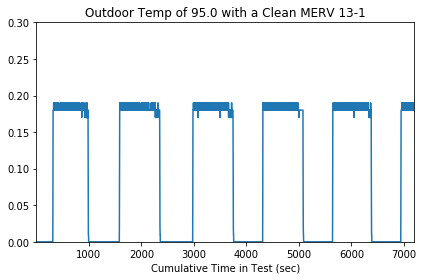 Outdoor Temp of 95.0 with a Clean MERV 13-1
0.30
0.25
0.20
0.15
0.10
0.05
0.00
1000 2000 3000 4000 5000 6000 7000
Cumulative Time in Test (sec)